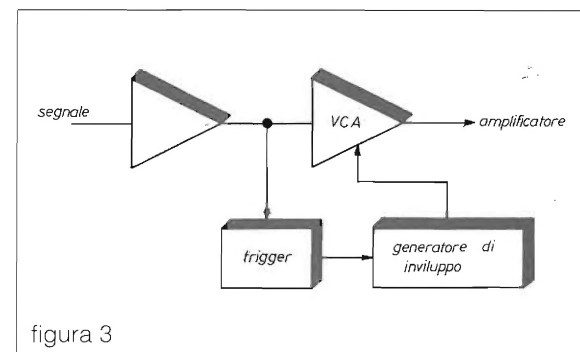 segnale
VCA
amplificatore
trigger
generatore di
inviluppo
figura 3